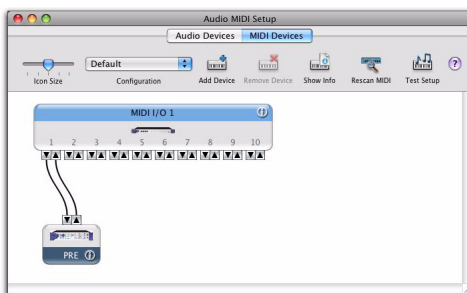 Audio MIDI Setup
Audio Devices MIDI Devices
Default
Icon Size Configuration Add Device Remove Device Show Info Rescan MIDI Test Setup ?
MIDI I/O 1
1 2 3 4 5 6 7 8 9 10
PRE